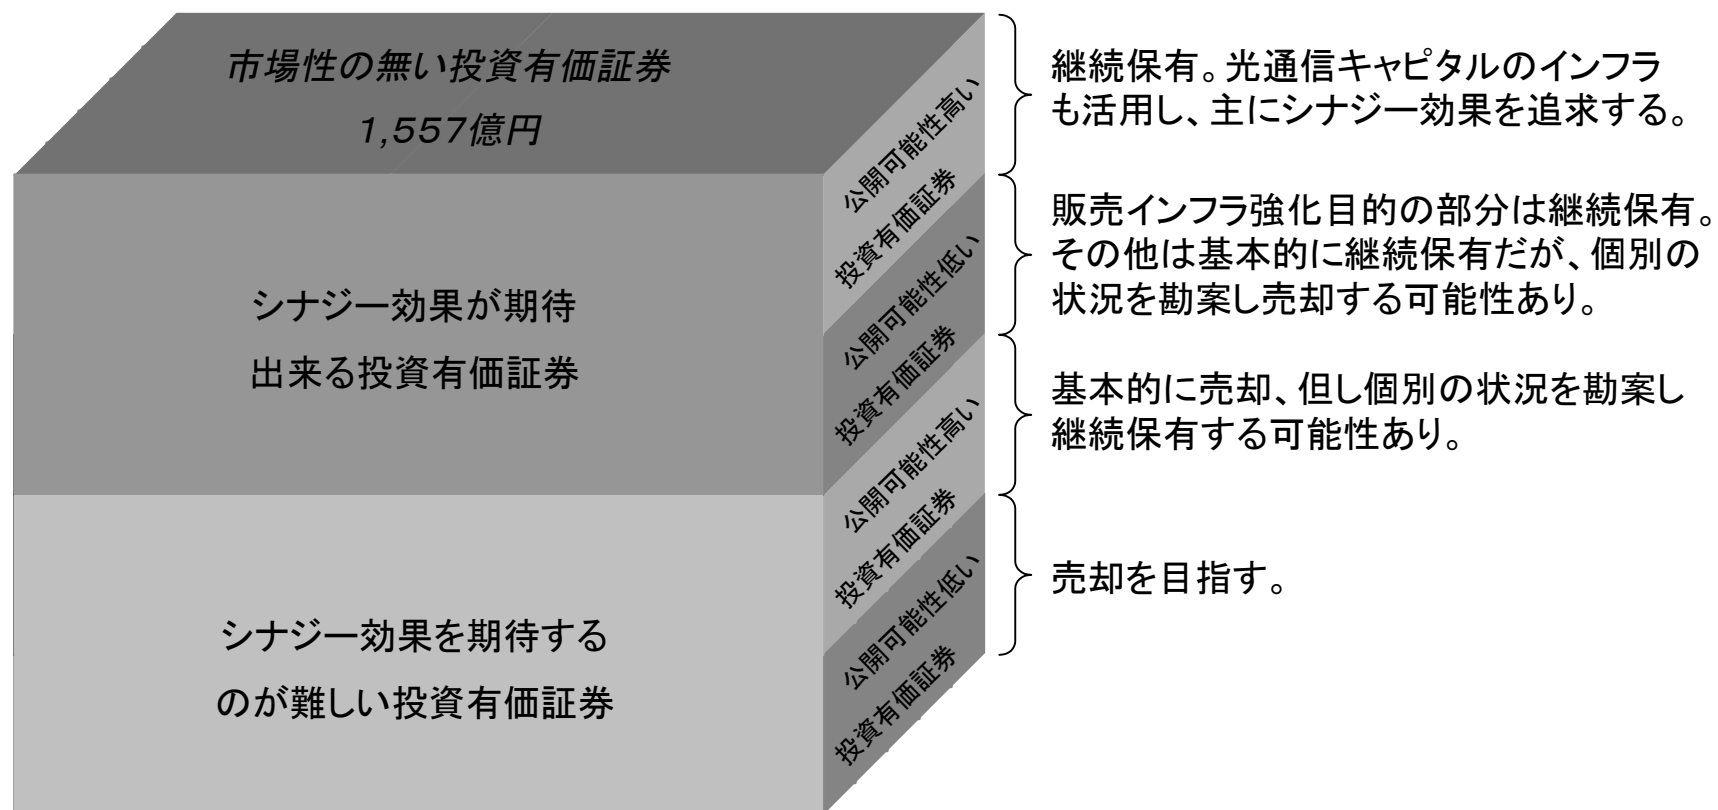 市場性の無い投資有価証券
1,557億円
シナジー効果が期待
出来る投資有価証券
シナジー効果を期待する
のが難しい投資有価証券
公開可能性高い
投資有価証券
公開可能性低い
投資有価証券
公開可能性高い
投資有価証券
公開可能性低い
投資有価証券
継続保有。光通信キャピタルのインフラ
も活用し、主にシナジー効果を追求する。
販売インフラ強化目的の部分は継続保有。
その他は基本的に継続保有だが、個別の
状況を勘案し売却する可能性あり。
基本的に売却、但し個別の状況を勘案し
継続保有する可能性あり。
売却を目指す。